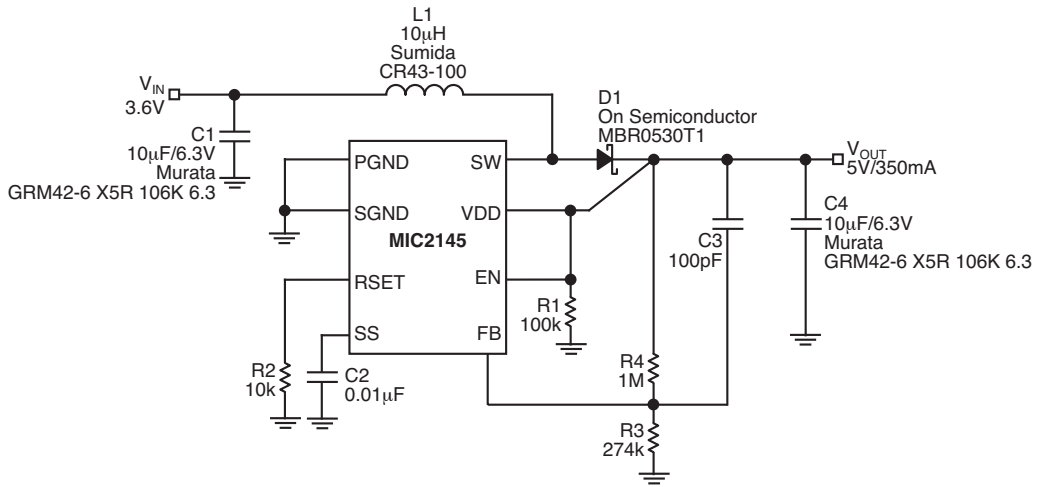 L1
10μH
Sumida
CR43-100
VIN
3.6V
C1
10μF/6.3V
Murata
GRM42-6 X5R 106K 6.3
D1
On Semiconductor
MBR0530T1
VOUT
5V/350mA
PGND
SW
SGND
VDD
MIC2145
RSET
EN
SS
FB
R1
100k
R2
10k
C2
0.01μF
C3
100pF
C4
10μF/6.3V
Murata
GRM42-6 X5R 106K 6.3
R4
1M
R3
274k